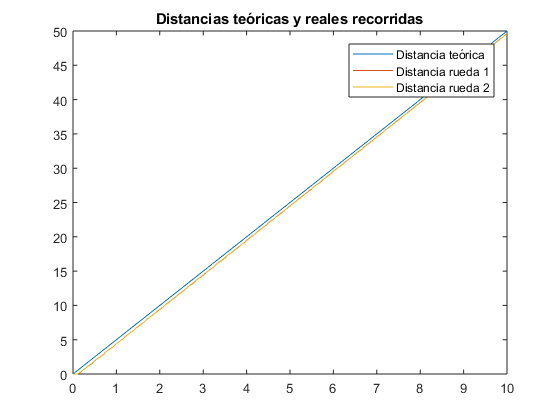 Distancias teóricas y reales recorridas
50
45
40
35
30
25
20
15
10
5
0
Distancia teórica
Distancia rueda 1
Distancia rueda 2
0 1 2 3 4 5 6 7 8 9 10